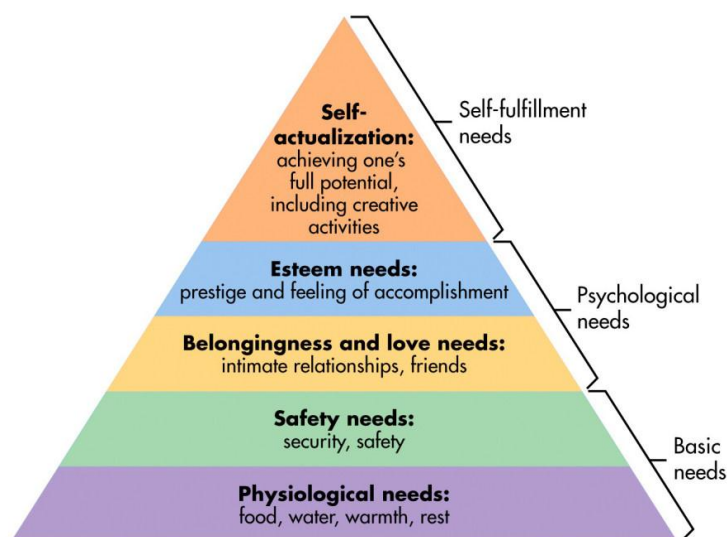 Self-
actualization:
achieving one's
full potential,
including creative
activities
Self-fulfillment
needs
Esteem needs:
prestige and feeling of accomplishment
Psychological
needs
Belongingness and love needs:
intimate relationships, friends
Safety needs:
security, safety
Basic
needs
Physiological needs:
food, water, warmth, rest